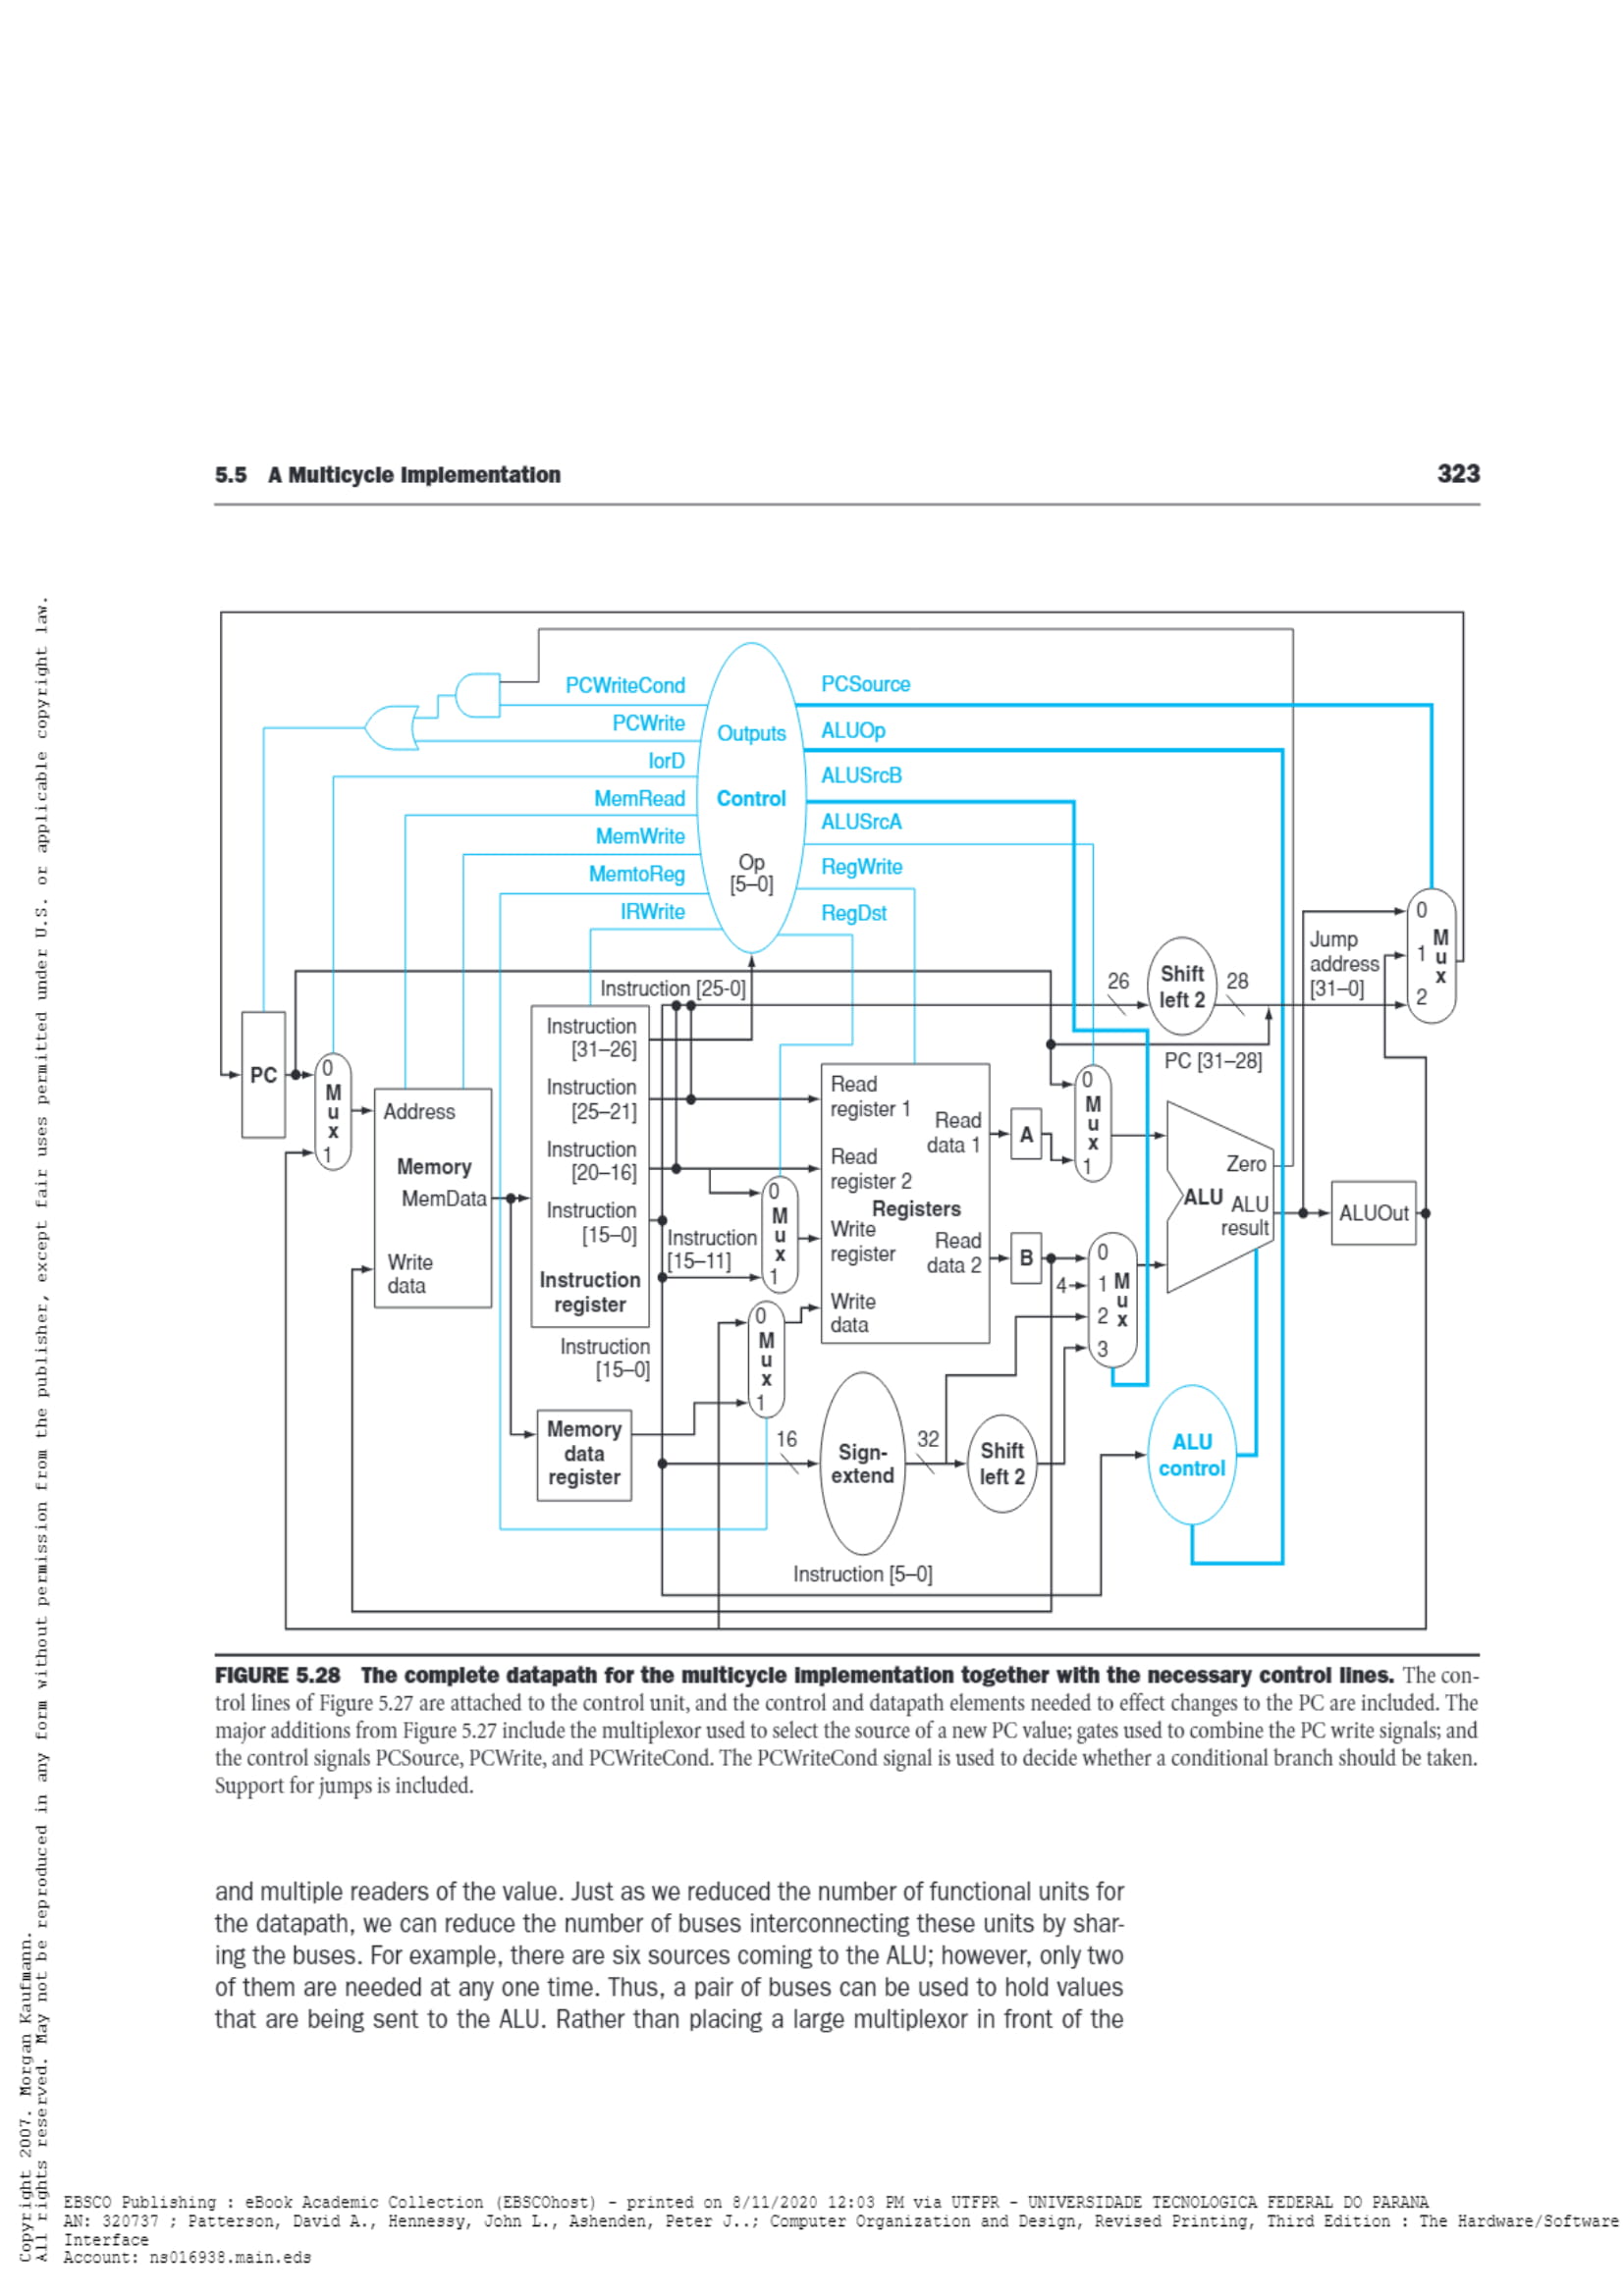 5.5 A Multicycle Implementation
323
PCWriteCond
PCWrite
IorD
MemRead
MemWrite
MemtoReg
IRWrite
Outputs
Control
Op
[5–0]
PCSource
ALUOp
ALUSrcB
ALUSrcA
RegWrite
RegDst
Instruction [25-0]
26
Shift
left 2
28
Jump
address
[31–0]
0
1
2
M
u
x
PC [31–28]
PC
0
M
u
x
1
Address
Memory
MemData
Write
data
Instruction
[31–26]
Instruction
[25–21]
Instruction
[20–16]
Instruction
[15–0]
Instruction
register
Instruction
[15–0]
Memory
data
register
Instruction
[15–11]
0
M
u
x
1
0
M
u
x
1
Read
register 1
Read
register 2
Registers
Write
register
Write
data
Read
data 1
Read
data 2
A
B
4
0
M
u
x
1
0
1
2
3
M
u
x
Zero
ALU
ALU
result
ALUOut
16
Sign-
extend
32
Shift
left 2
ALU
control
Instruction [5–0]
FIGURE 5.28 The complete datapath for the multicycle implementation together with the necessary control lines. The con-
trol lines of Figure 5.27 are attached to the control unit, and the control and datapath elements needed to effect changes to the PC are included. The
major additions from Figure 5.27 include the multiplexor used to select the source of a new PC value; gates used to combine the PC write signals; and
the control signals PCSource, PCWrite, and PCWriteCond. The PCWriteCond signal is used to decide whether a conditional branch should be taken.
Support for jumps is included.
and multiple readers of the value. Just as we reduced the number of functional units for
the datapath, we can reduce the number of buses interconnecting these units by shar-
ing the buses. For example, there are six sources coming to the ALU; however, only two
of them are needed at any one time. Thus, a pair of buses can be used to hold values
that are being sent to the ALU. Rather than placing a large multiplexor in front of the
Copyright 2007. Morgan Kaufmann.
All rights reserved. May not be reproduced in any form without permission from the publisher, except fair uses permitted under U.S. or applicable copyright law.
EBSCO Publishing : eBook Academic Collection (EBSCOhost) - printed on 8/11/2020 12:03 PM via UTFPR - UNIVERSIDADE TECNOLOGICA FEDERAL DO PARANA
AN: 320737 ; Patterson, David A., Hennessy, John L., Ashenden, Peter J..; Computer Organization and Design, Revised Printing, Third Edition : The Hardware/Software
Interface
Account: ns016938.main.eds